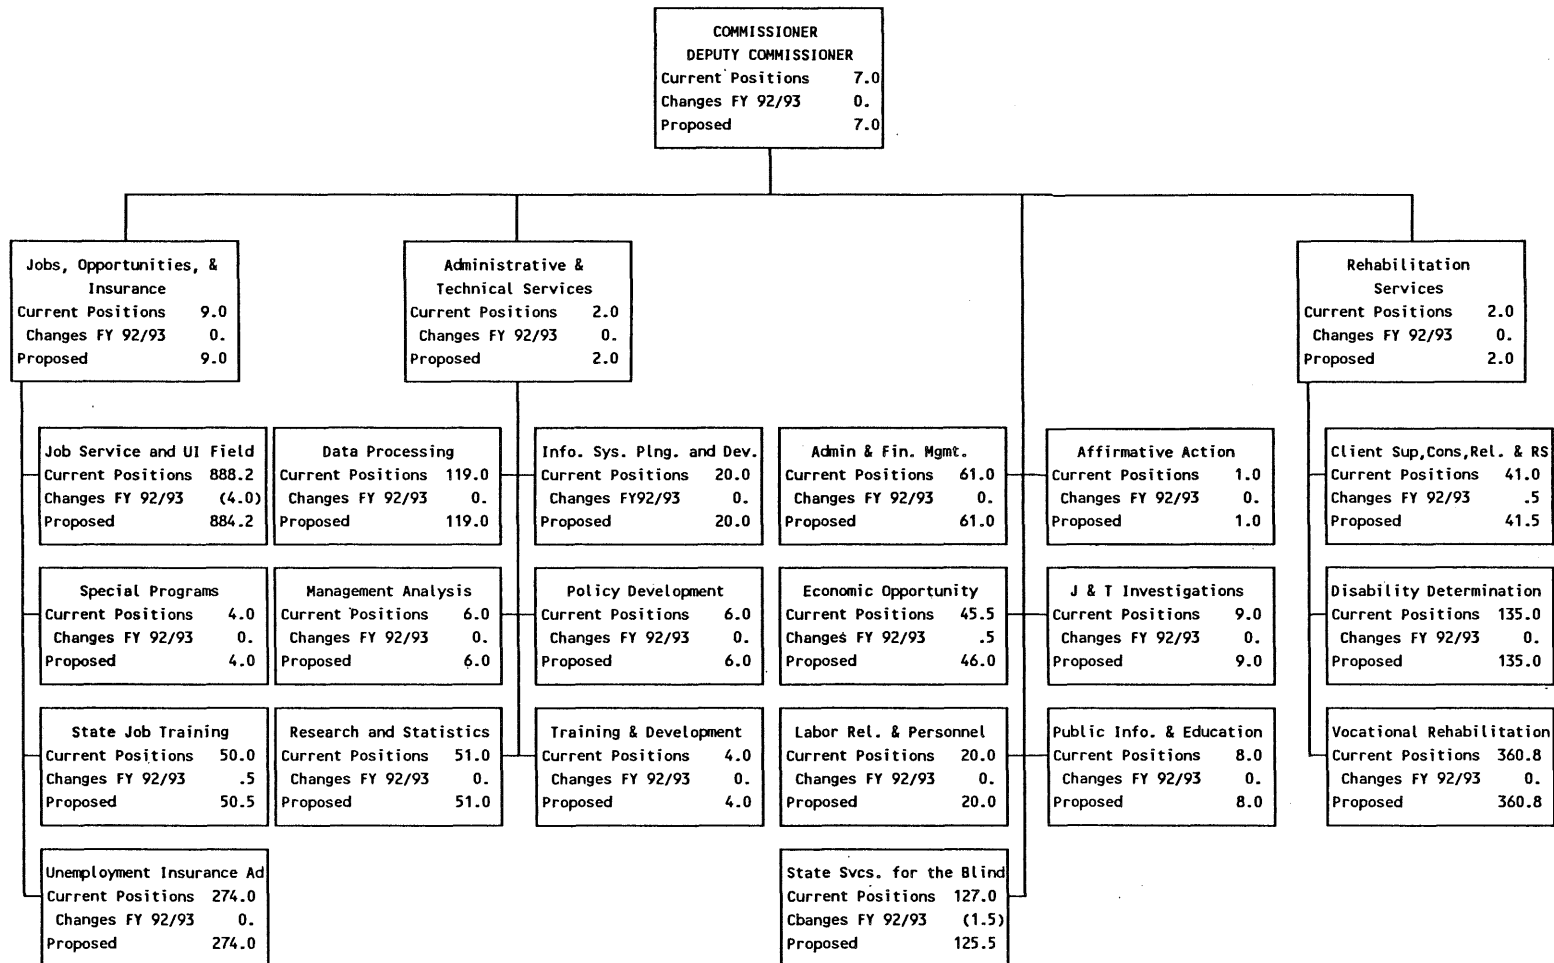 COMMISSIONER
DEPUTY COMMISSIONER
Current Positions 7.0
Changes FY 92/93 0.
Proposed 7.0
Jobs, Opportunities, &
Insurance
Current Positions 9.0
Changes FY 92/93 0.
Proposed 9.0
Administrative &
Technical Services
Current Positions 2.0
Changes FY 92/93 0.
Proposed 2.0
Rehabilitation
Services
Current Positions 2.0
Changes FY 92/93 0.
Proposed 2.0
Job Service and UI Field
Current Positions 888.2
Changes FY 92/93 (4.0)
Proposed 884.2
Data Processing
Current Positions 119.0
Changes FY 92/93 0.
Proposed 119.0
Info. Sys. Plng. and Dev.
Current Positions 20.0
Changes FY92/93 0.
Proposed 20.0
Admin & Fin. Mgmt.
Current Positions 61.0
Changes FY 92/93 0.
Proposed 61.0
Affirmative Action
Current Positions 1.0
Changes FY 92/93 0.
Proposed 1.0
Client Sup,Cons,Rel. & RS
Current Positions 41.0
Changes FY 92/93 .5
Proposed 41.5
Special Programs
Current Positions 4.0
Changes FY 92/93 0.
Proposed 4.0
Management Analysis
Current Positions 6.0
Changes FY 92/93 0.
Proposed 6.0
Policy Development
Current Positions 6.0
Changes FY 92/93 0.
Proposed 6.0
Economic Opportunity
Current Positions 45.5
Changes FY 92/93 .5
Proposed 46.0
J & T Investigations
Current Positions 9.0
Changes FY 92/93 0.
Proposed 9.0
Disability Determination
Current Positions 135.0
Changes FY 92/93 0.
Proposed 135.0
State Job Training
Current Positions 50.0
Changes FY 92/93 .5
Proposed 50.5
Research and Statistics
Current Positions 51.0
Changes FY 92/93 0.
Proposed 51.0
Training & Development
Current Positions 4.0
Changes FY 92/93 0.
Proposed 4.0
Labor Rel. & Personnel
Current Positions 20.0
Changes FY 92/93 0.
Proposed 20.0
Public Info. & Education
Current Positions 8.0
Changes FY 92/93 0.
Proposed 8.0
Vocational Rehabilitation
Current Positions 360.8
Changes FY 92/93 0.
Proposed 360.8
Unemployment Insurance Ad
Current Positions 274.0
Changes FY 92/93 0.
Proposed 274.0
State Svcs. for the Blind
Current Positions 127.0
Cbanges FY 92/93 (1.5)
Proposed 125.5